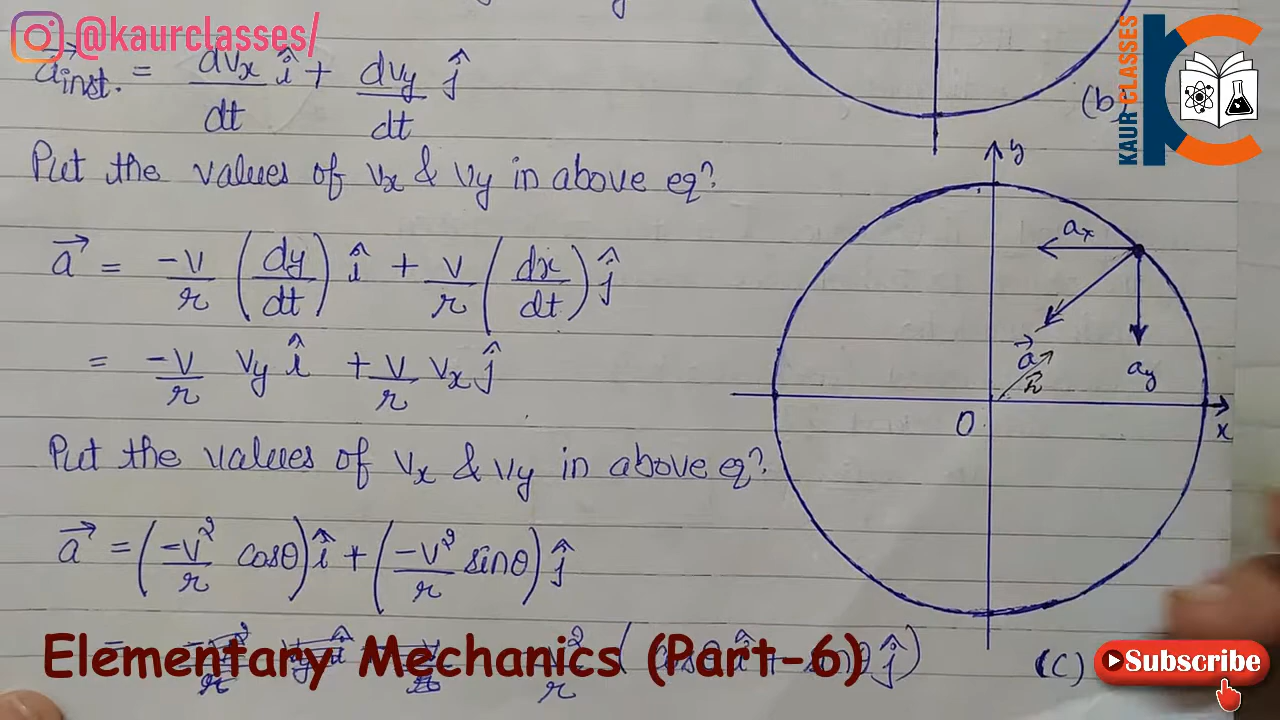 @kaurclasses/
KAUR CLASSES
a⃗inst. = dvx/dt î + dvy/dt ĵ
(b)
Put the values of vx & vy in above eqn.
a⃗ = -v/r (dy/dt) î + v/r (dx/dt) ĵ
= -v/r vy î + v/r vx ĵ
Put the values of vx & vy in above eqn.
a⃗ = (-v²/r cosθ) î + (-v²/r sinθ) ĵ
y
ax
a⃗
r⃗
ay
O
x
(c)
Elementary Mechanics (Part-6)
Subscribe